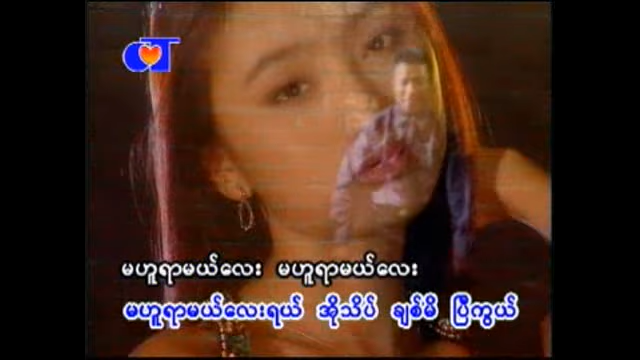 CT
မဟူရာမယ်လေး မဟူရာမယ်လေး
မဟူရာမယ်လေးရယ် အိုသိပ် ချစ်မိ ပြီကွယ်